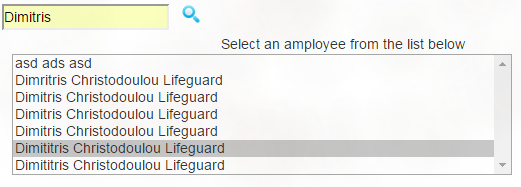 Dimitris
Select an amployee from the list below
asd ads asd
Dimritris Christodoulou Lifeguard
Dimitris Christodoulou Lifeguard
Dimitris Christodoulou Lifeguard
Dimitris Christodoulou Lifeguard
Dimititris Christodoulou Lifeguard
Dimititris Christodoulou Lifeguard